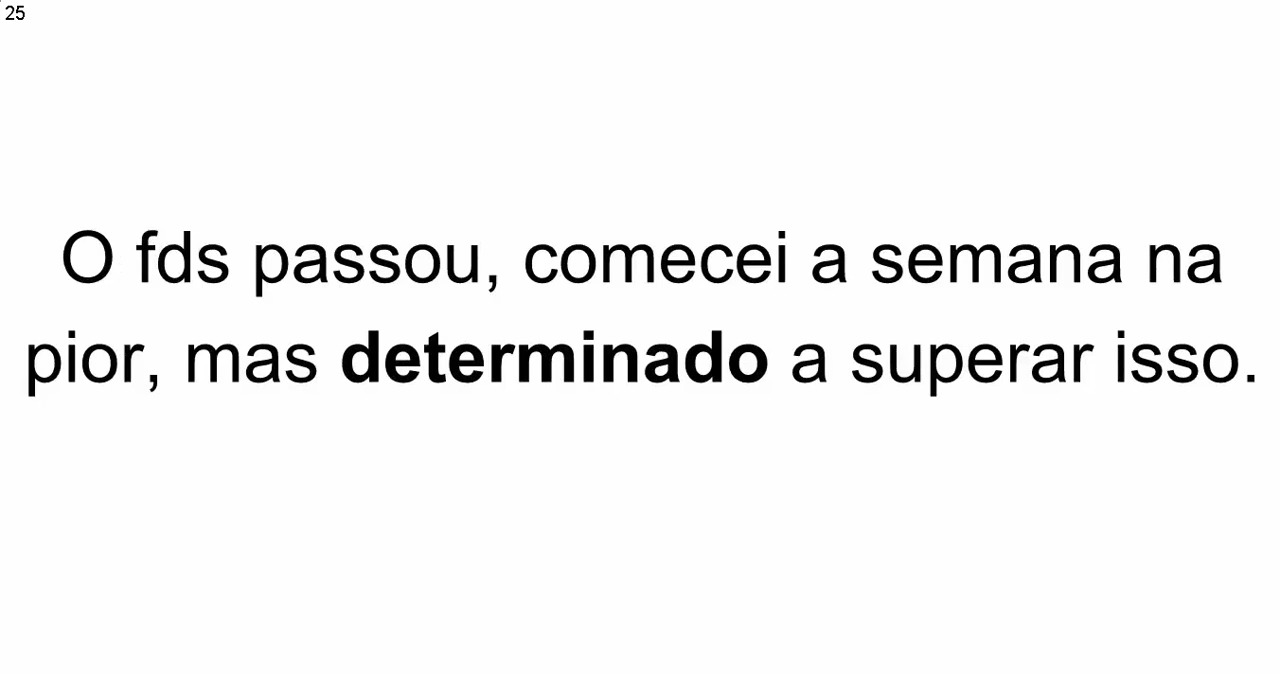 25
O fds passou, comecei a semana na
pior, mas determinado a superar isso.